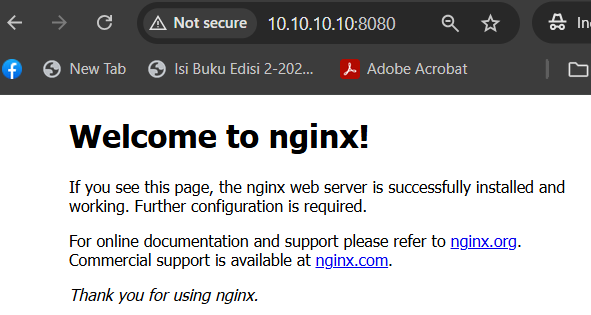 Not secure 10.10.10.10:8080
New Tab Isi Buku Edisi 2-202... Adobe Acrobat
Welcome to nginx!
If you see this page, the nginx web server is successfully installed and
working. Further configuration is required.
For online documentation and support please refer to nginx.org.
Commercial support is available at nginx.com.
Thank you for using nginx.